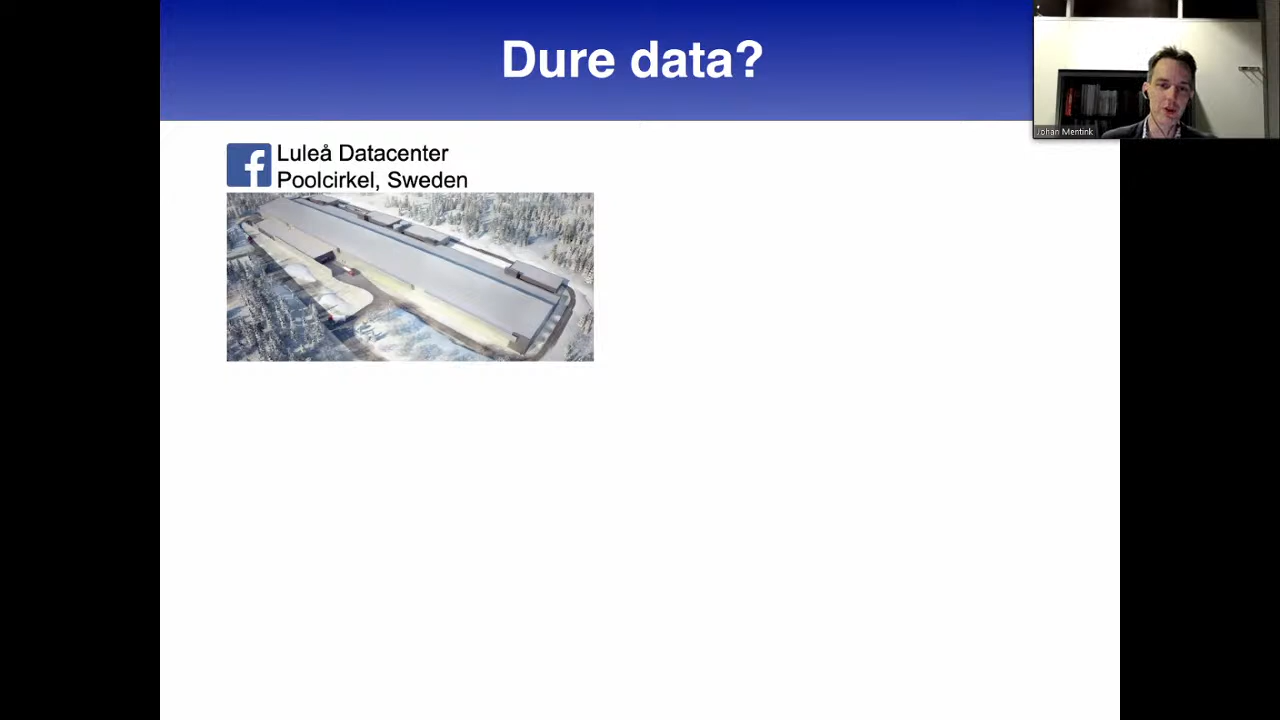 Dure data?
Johan Mentink
f Luleå Datacenter
Poolcirkel, Sweden